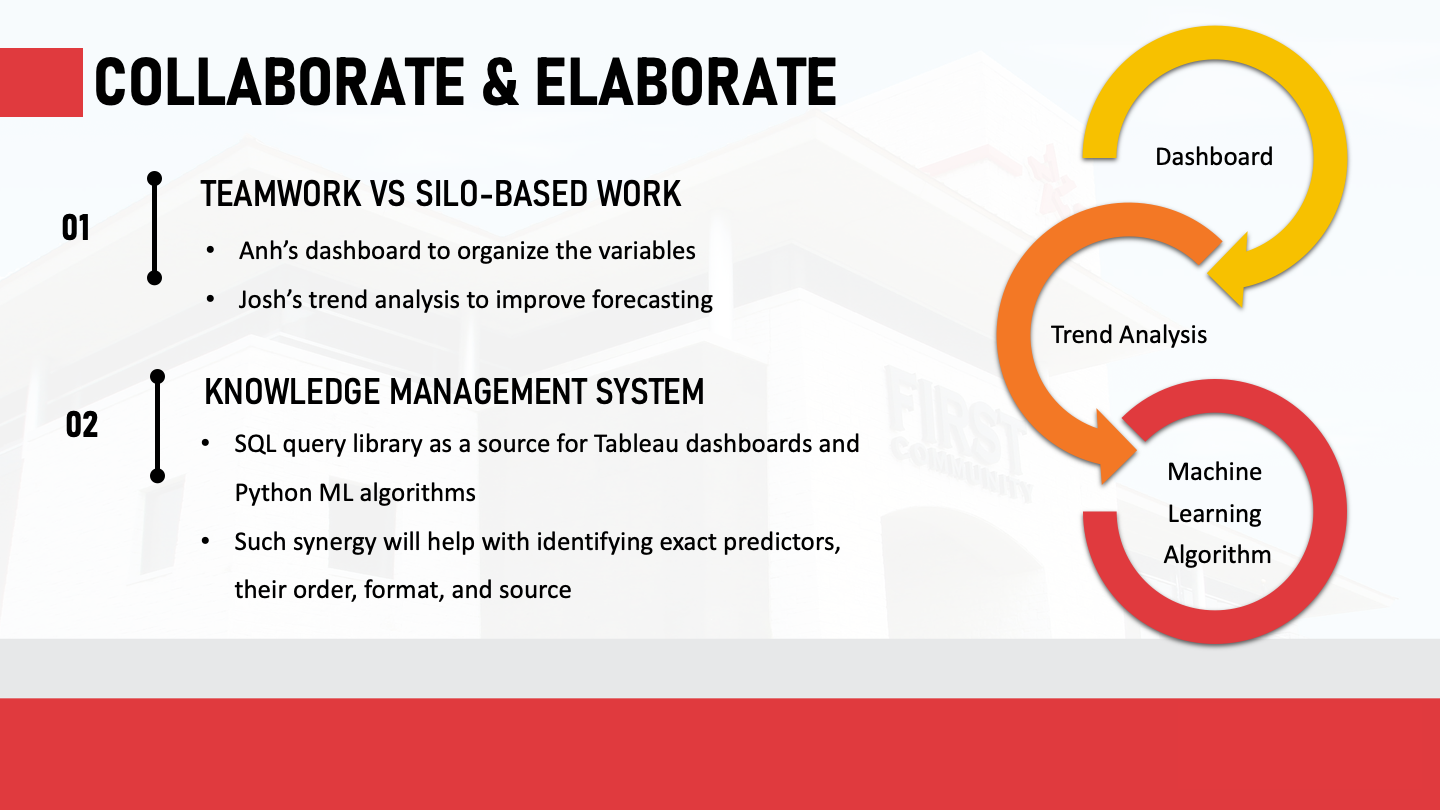 COLLABORATE & ELABORATE
01
TEAMWORK VS SILO-BASED WORK
• Anh’s dashboard to organize the variables
• Josh’s trend analysis to improve forecasting
02
KNOWLEDGE MANAGEMENT SYSTEM
• SQL query library as a source for Tableau dashboards and
Python ML algorithms
• Such synergy will help with identifying exact predictors,
their order, format, and source
Dashboard
Trend Analysis
Machine
Learning
Algorithm
FIRST
COMMUNITY